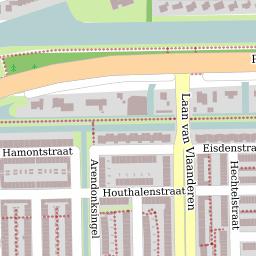 Laan van Vlaanderen
Hamontstraat
Eisdenstra
Arendonksingel
Houthalenstraat
Hechtelstraat